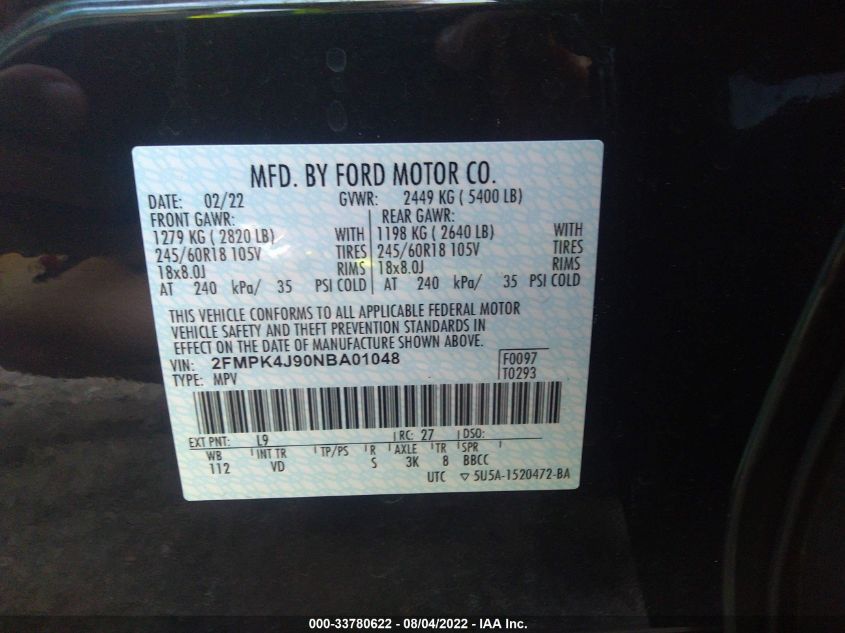 MFD. BY FORD MOTOR CO.
DATE: 02/22 GVWR: 2449 KG ( 5400 LB)
FRONT GAWR: REAR GAWR:
1279 KG ( 2820 LB) WITH 1198 KG ( 2640 LB) WITH
245/60R18 105V TIRES 245/60R18 105V TIRES
18x8.0J RIMS 18x8.0J RIMS
AT 240 kPa/ 35 PSI COLD AT 240 kPa/ 35 PSI COLD
THIS VEHICLE CONFORMS TO ALL APPLICABLE FEDERAL MOTOR
VEHICLE SAFETY AND THEFT PREVENTION STANDARDS IN
EFFECT ON THE DATE OF MANUFACTURE SHOWN ABOVE.
VIN: 2FMPK4J90NBA01048 F0097
TYPE: MPV T0293
EXT PNT: L9 RC: 27 DSO:
WB INT TR TP/PS R AXLE TR SPR
112 VD S 3K 8 BBCC
UTC ▽ 5U5A-1520472-BA
000-33780622 - 08/04/2022 - IAA Inc.